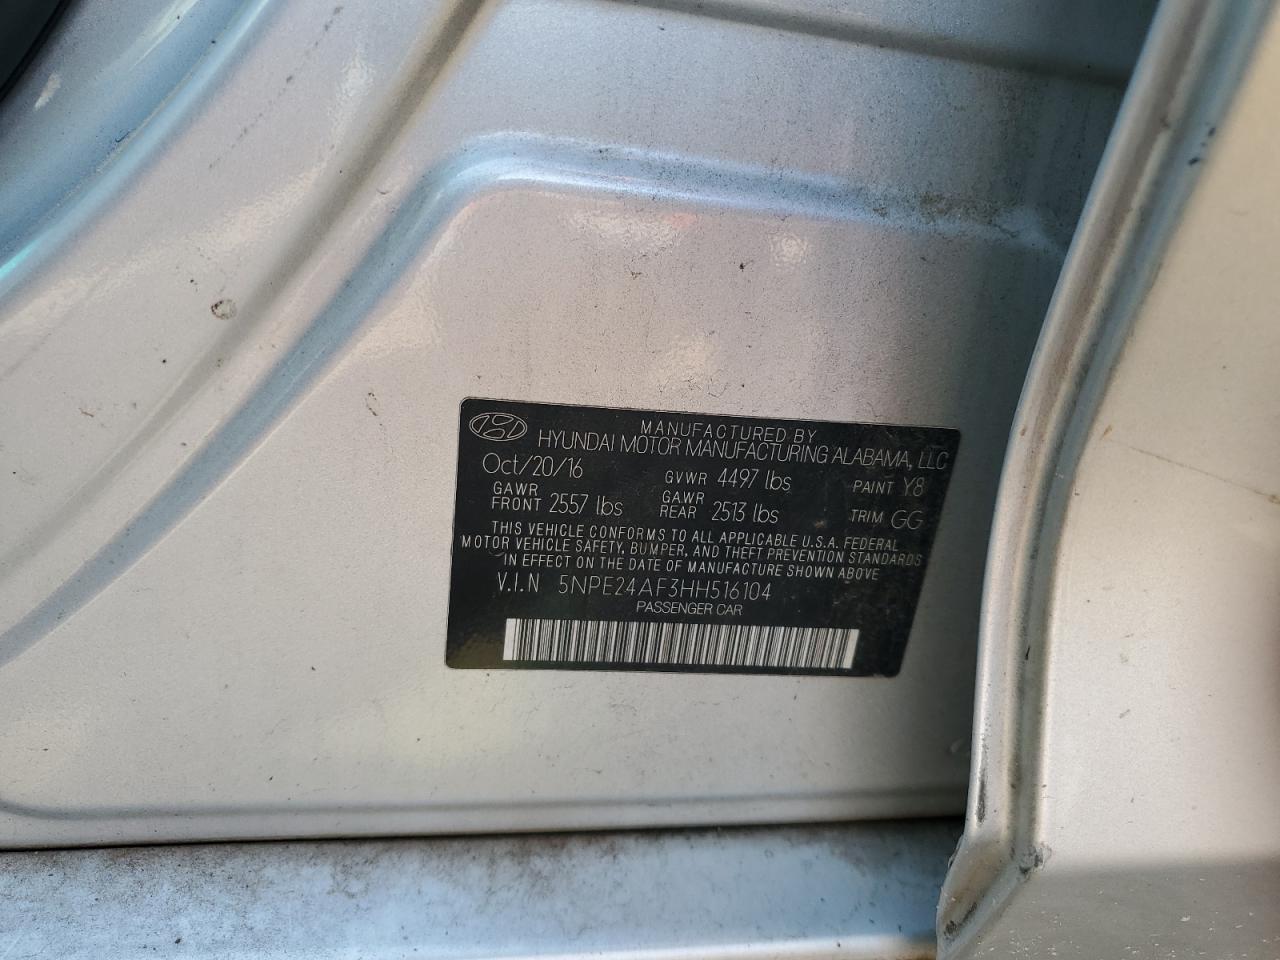 MANUFACTURED BY
HYUNDAI MOTOR MANUFACTURING ALABAMA, LLC
Oct/20/16 GVWR 4497 lbs PAINT Y8
GAWR FRONT 2557 lbs GAWR REAR 2513 lbs TRIM GG
THIS VEHICLE CONFORMS TO ALL APPLICABLE U.S.A. FEDERAL
MOTOR VEHICLE SAFETY, BUMPER, AND THEFT PREVENTION STANDARDS
IN EFFECT ON THE DATE OF MANUFACTURE SHOWN ABOVE
V.I.N 5NPE24AF3HH516104
PASSENGER CAR